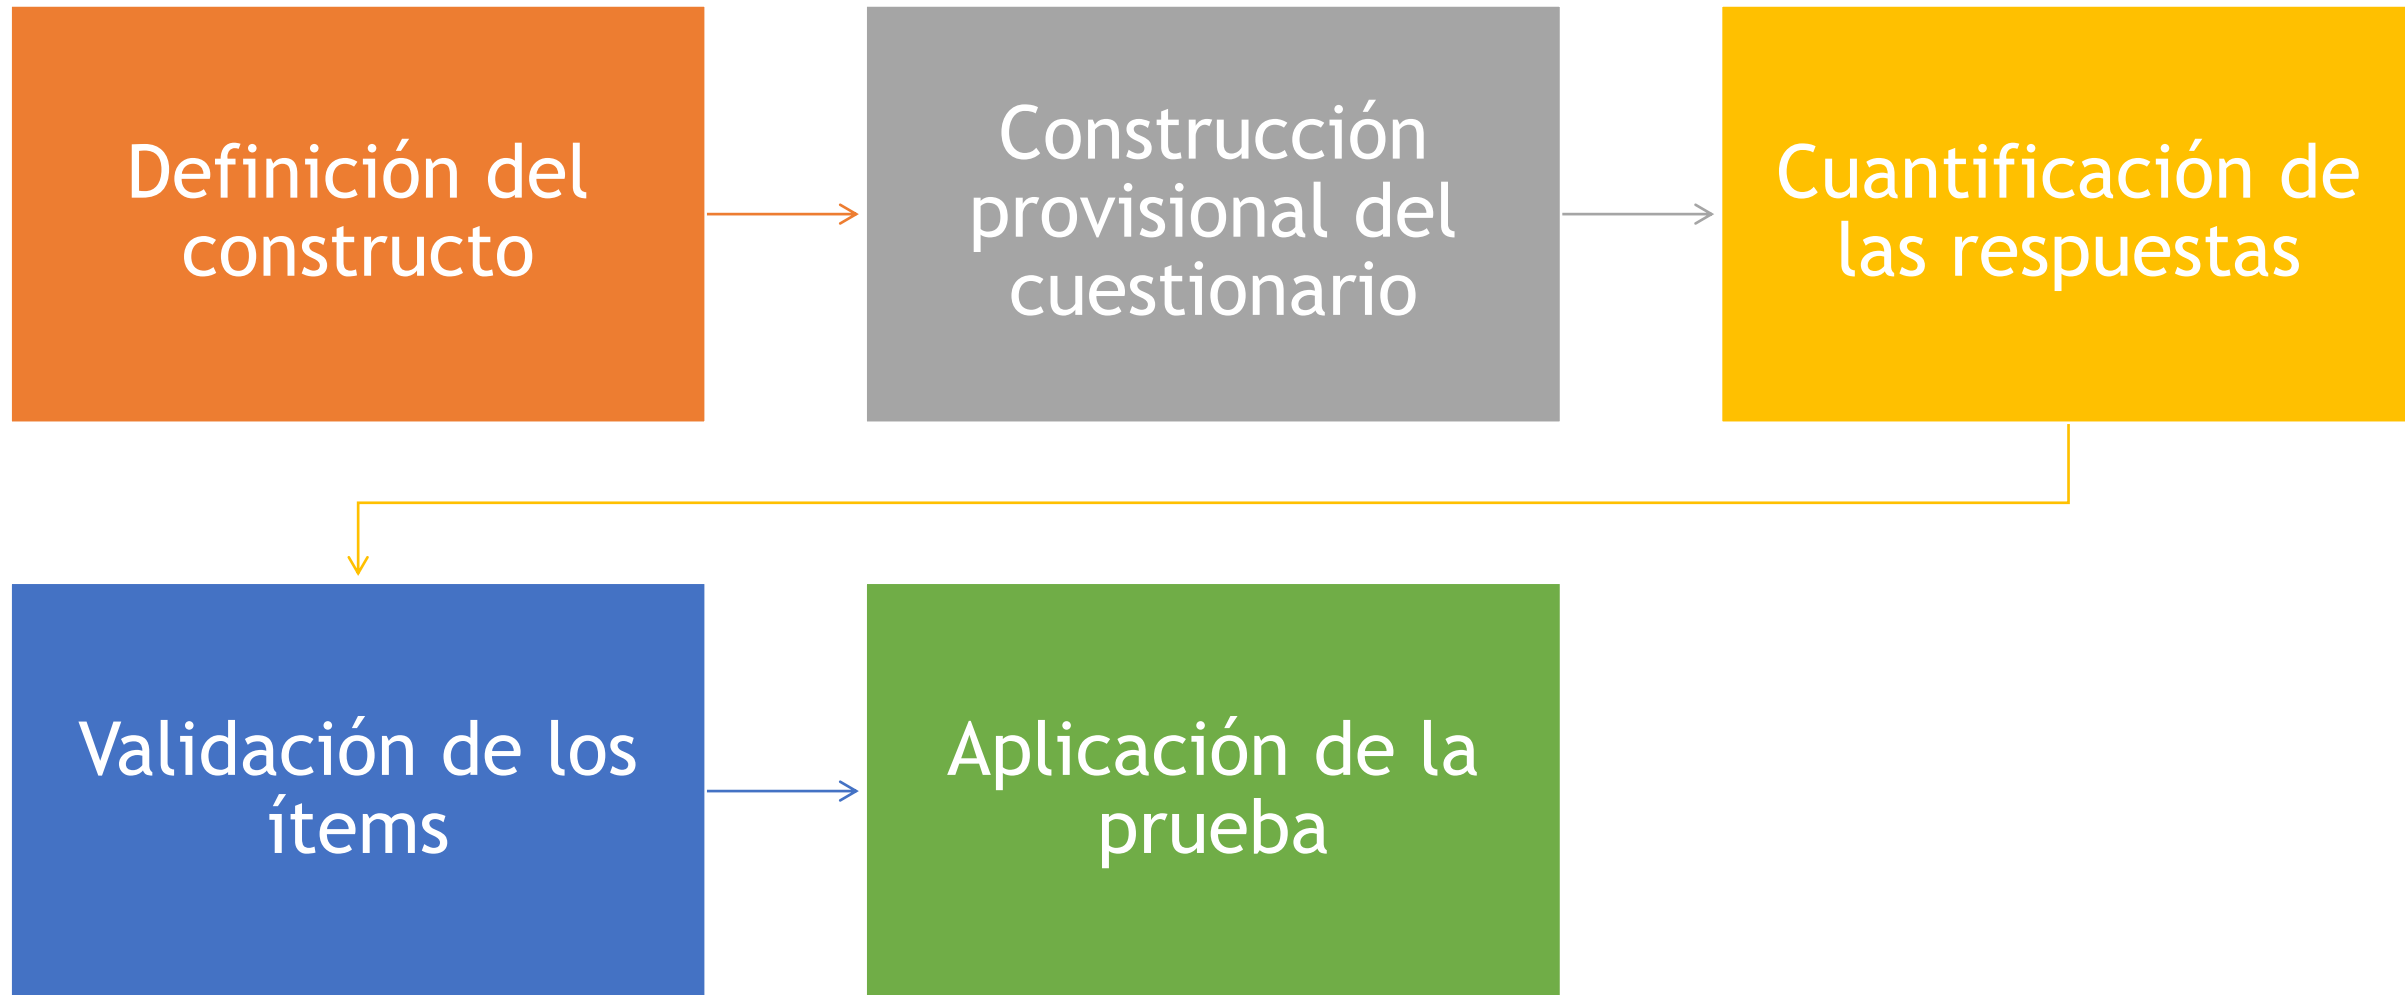 Definición del
constructo
Construcción
provisional del
cuestionario
Cuantificación de
las respuestas
Validación de los
ítems
Aplicación de la
prueba